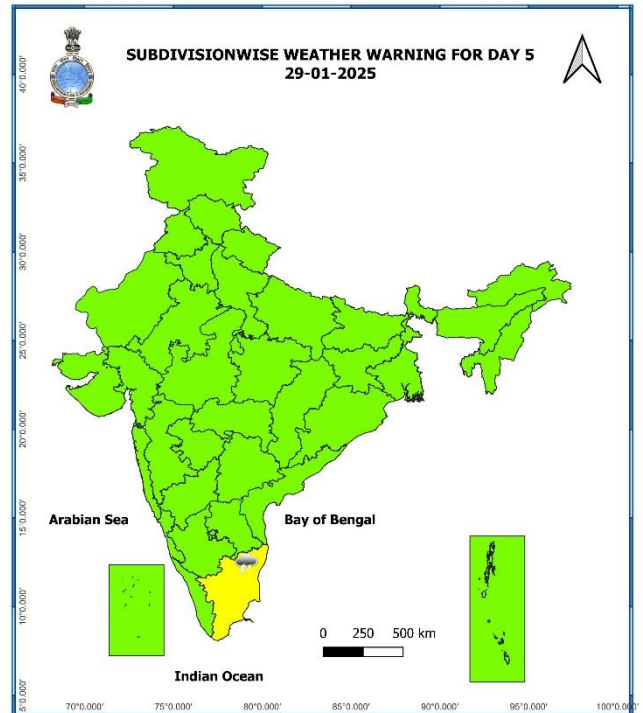 SUBDIVISIONWISE WEATHER WARNING FOR DAY 5
29-01-2025
40°0.000'
35°0.000'
30°0.000'
25°0.000'
20°0.000'
15°0.000'
10°0.000'
5°0.000'
Arabian Sea
Bay of Bengal
0 250 500 km
Indian Ocean
70°0.000' 75°0.000' 80°0.000' 85°0.000' 90°0.000' 95°0.000' 100°0.000'